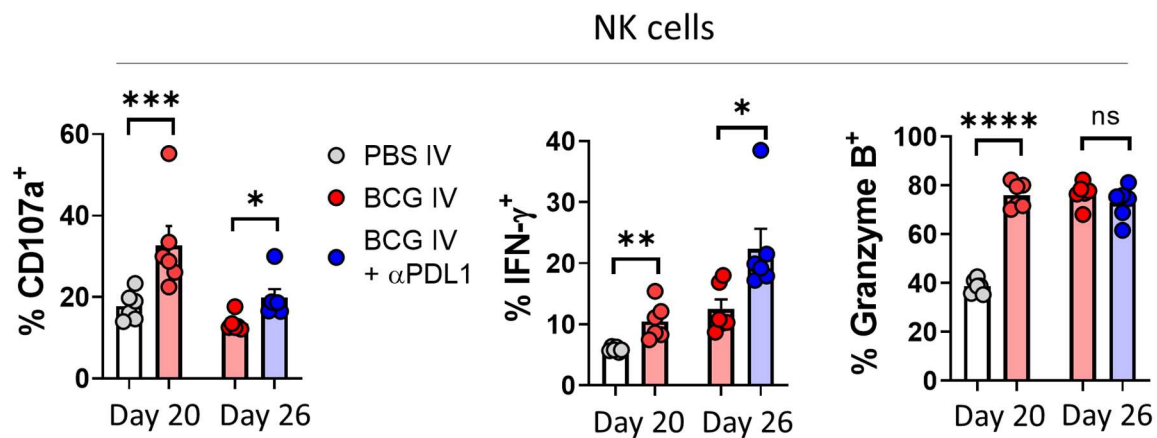 NK cells
% CD107a⁺
60
40
20
0
***
*
Day 20
Day 26
PBS IV
BCG IV
BCG IV
+ αPDL1
% IFN-γ⁺
40
30
20
10
0
**
*
Day 20
Day 26
% Granzyme B⁺
100
80
60
40
20
0
****
ns
Day 20
Day 26